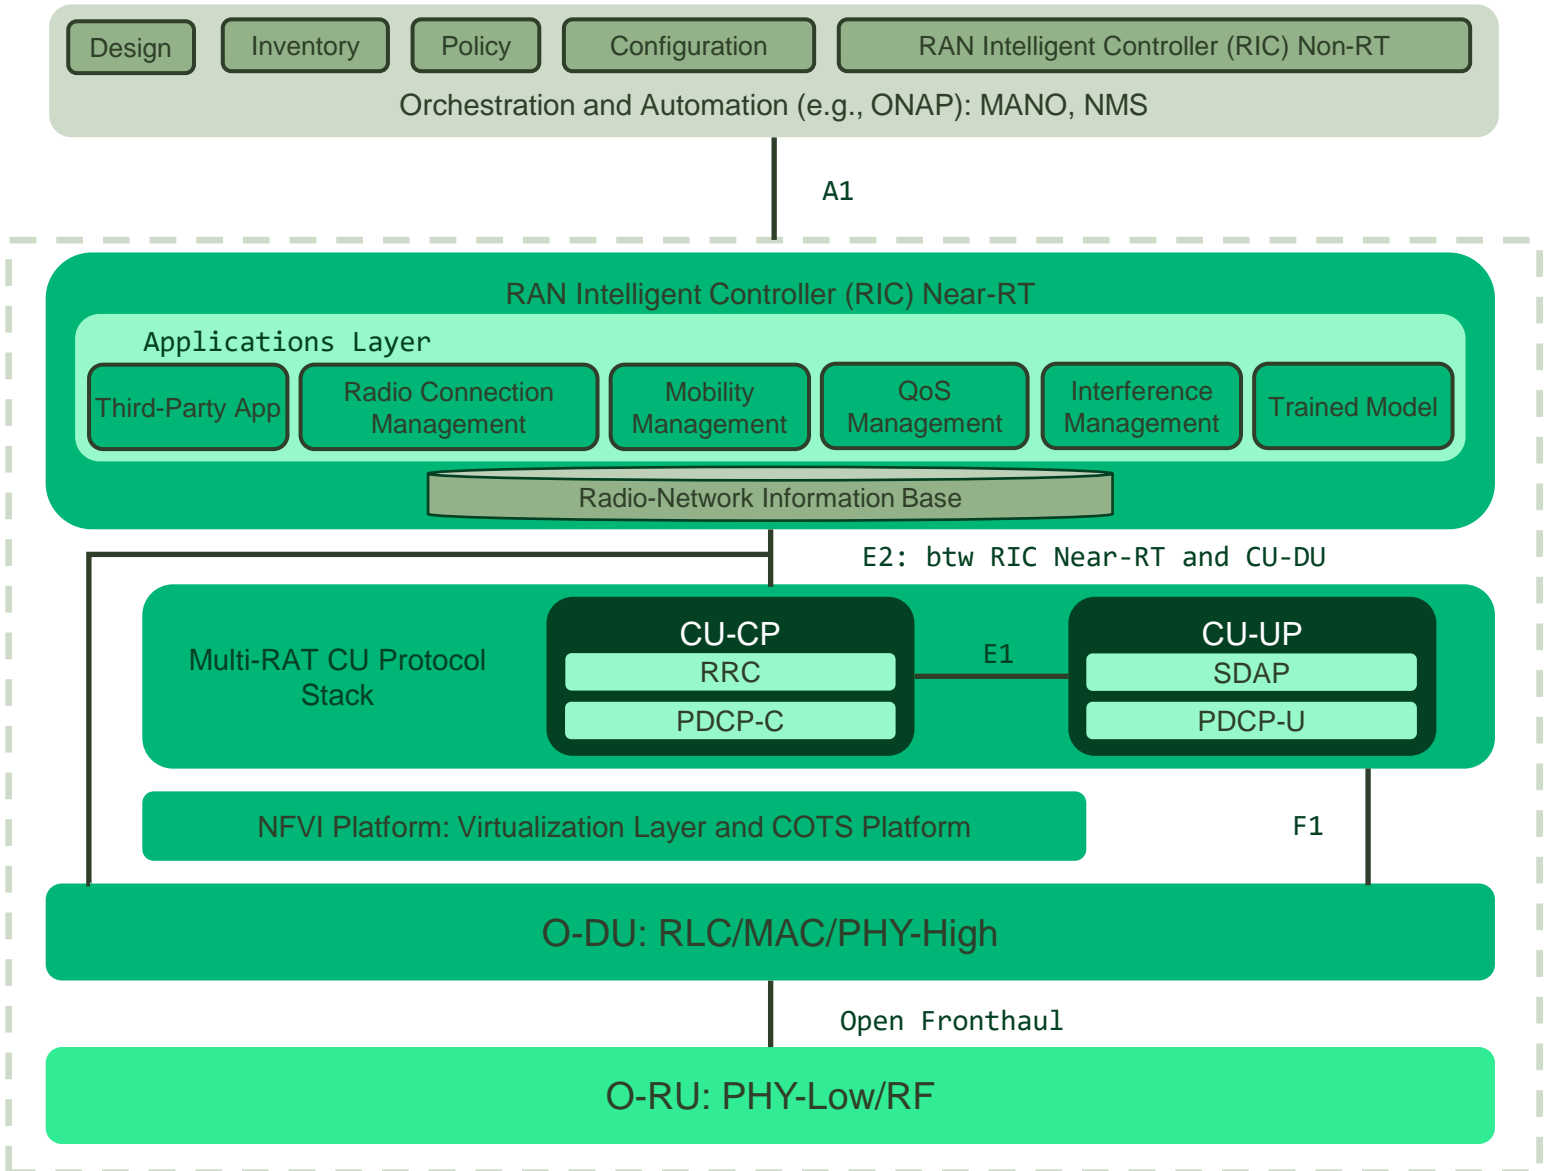 Design
Inventory
Policy
Configuration
RAN Intelligent Controller (RIC) Non-RT
Orchestration and Automation (e.g., ONAP): MANO, NMS
A1
RAN Intelligent Controller (RIC) Near-RT
Applications Layer
Third-Party App
Radio Connection
Management
Mobility
Management
QoS
Management
Interference
Management
Trained Model
Radio-Network Information Base
E2: btw RIC Near-RT and CU-DU
Multi-RAT CU Protocol
Stack
CU-CP
RRC
PDCP-C
E1
CU-UP
SDAP
PDCP-U
NFVI Platform: Virtualization Layer and COTS Platform
F1
O-DU: RLC/MAC/PHY-High
Open Fronthaul
O-RU: PHY-Low/RF